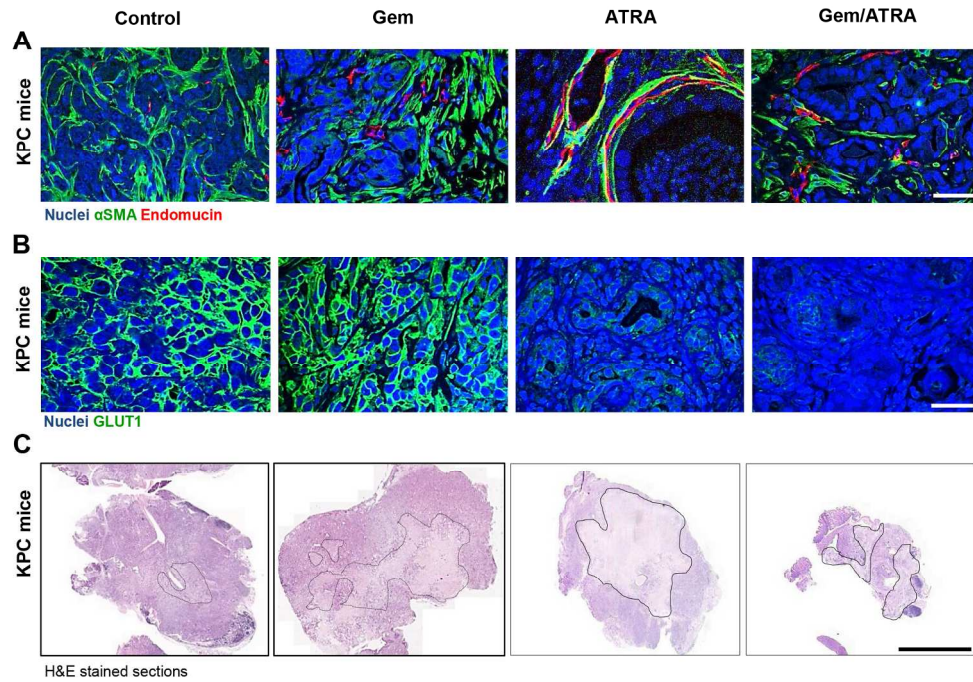 Control Gem ATRA Gem/ATRA
A
KPC mice
Nuclei αSMA Endomucin
B
KPC mice
Nuclei GLUT1
C
KPC mice
H&E stained sections